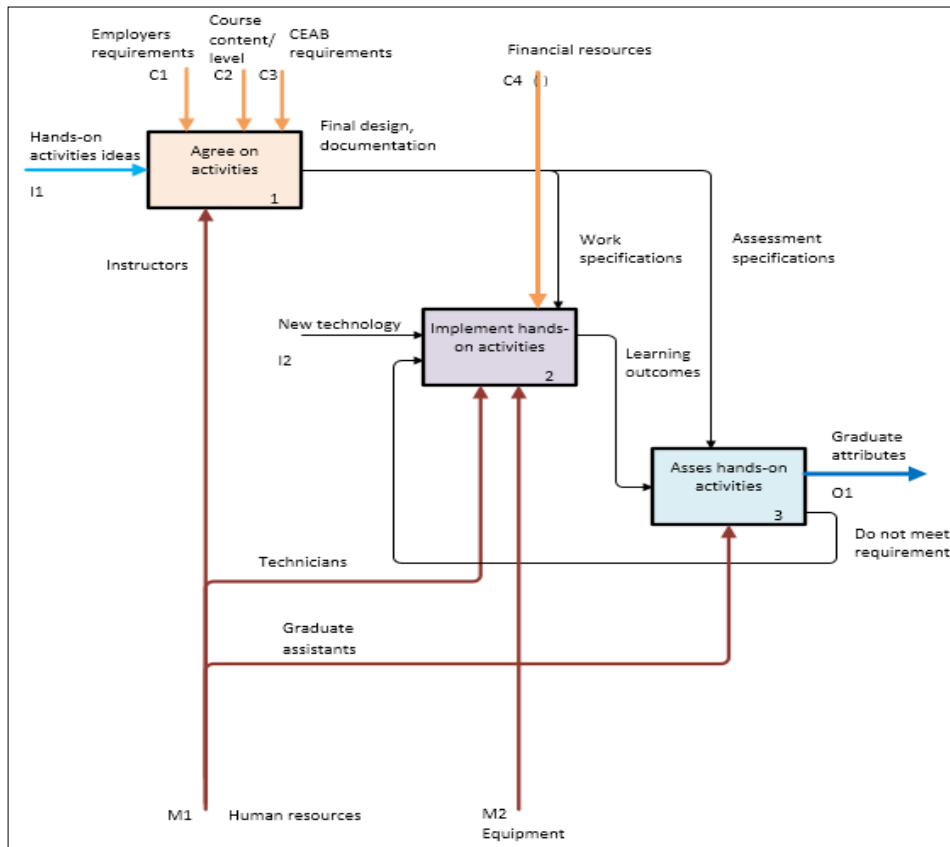 Employers
requirements
C1
Course
content/
level
C2
CEAB
requirements
C3
Financial resources
C4 ( )
Hands-on
activities ideas
I1
Agree on
activities
1
Final design,
documentation
Instructors
Work
specifications
Assessment
specifications
New technology
I2
Implement hands-
on activities
2
Learning
outcomes
Asses hands-on
activities
3
Graduate
attributes
O1
Do not meet
requirement
Technicians
Graduate
assistants
M1
Human resources
M2
Equipment